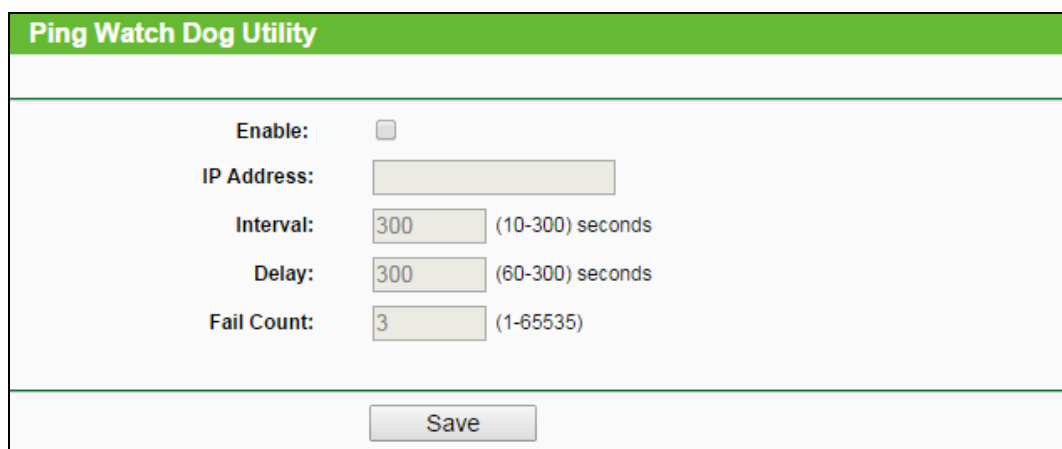 Ping Watch Dog Utility
Enable:
IP Address:
Interval: 300 (10-300) seconds
Delay: 300 (60-300) seconds
Fail Count: 3 (1-65535)
Save